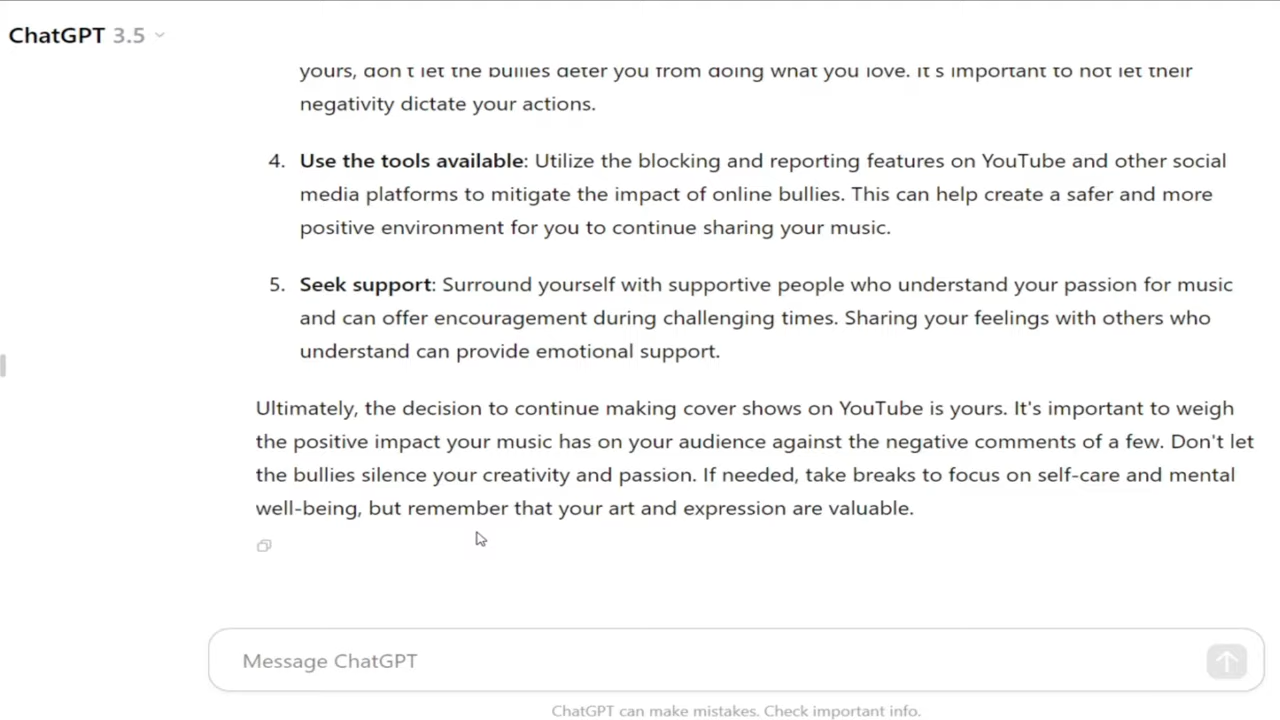 ChatGPT 3.5
yours, don't let the bullies deter you from doing what you love. It's important to not let their
negativity dictate your actions.
4. Use the tools available: Utilize the blocking and reporting features on YouTube and other social
media platforms to mitigate the impact of online bullies. This can help create a safer and more
positive environment for you to continue sharing your music.
5. Seek support: Surround yourself with supportive people who understand your passion for music
and can offer encouragement during challenging times. Sharing your feelings with others who
understand can provide emotional support.
Ultimately, the decision to continue making cover shows on YouTube is yours. It's important to weigh
the positive impact your music has on your audience against the negative comments of a few. Don't let
the bullies silence your creativity and passion. If needed, take breaks to focus on self-care and mental
well-being, but remember that your art and expression are valuable.
Message ChatGPT
ChatGPT can make mistakes. Check important info.